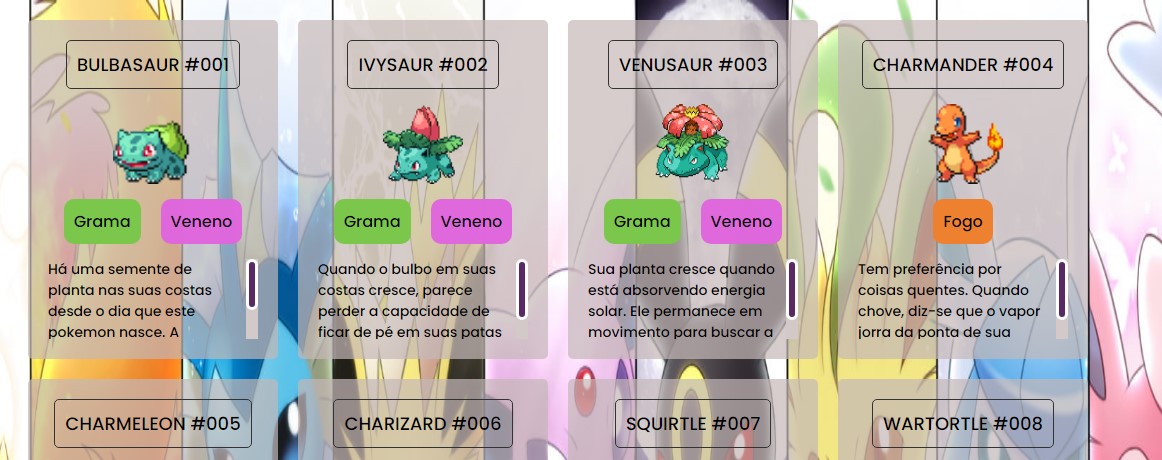 BULBASAUR #001
Grama
Veneno
Há uma semente de
planta nas suas costas
desde o dia que este
pokemon nasce. A
IVYSAUR #002
Grama
Veneno
Quando o bulbo em suas
costas cresce, parece
perder a capacidade de
ficar de pé em suas patas
VENUSAUR #003
Grama
Veneno
Sua planta cresce quando
está absorvendo energia
solar. Ele permanece em
movimento para buscar a
CHARMANDER #004
Fogo
Tem preferência por
coisas quentes. Quando
chove, diz-se que o vapor
jorra da ponta de sua
CHARMELEON #005
CHARIZARD #006
SQUIRTLE #007
WARTORTLE #008